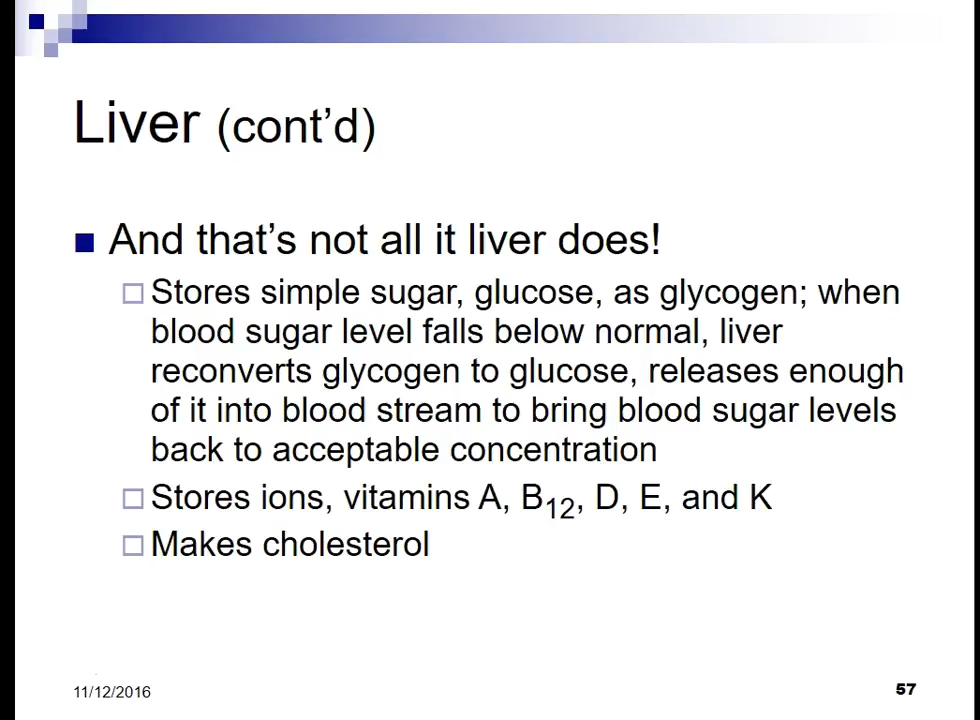 Liver (cont’d)
And that’s not all it liver does!
Stores simple sugar, glucose, as glycogen; when
blood sugar level falls below normal, liver
reconverts glycogen to glucose, releases enough
of it into blood stream to bring blood sugar levels
back to acceptable concentration
Stores ions, vitamins A, B12, D, E, and K
Makes cholesterol
11/12/2016
57